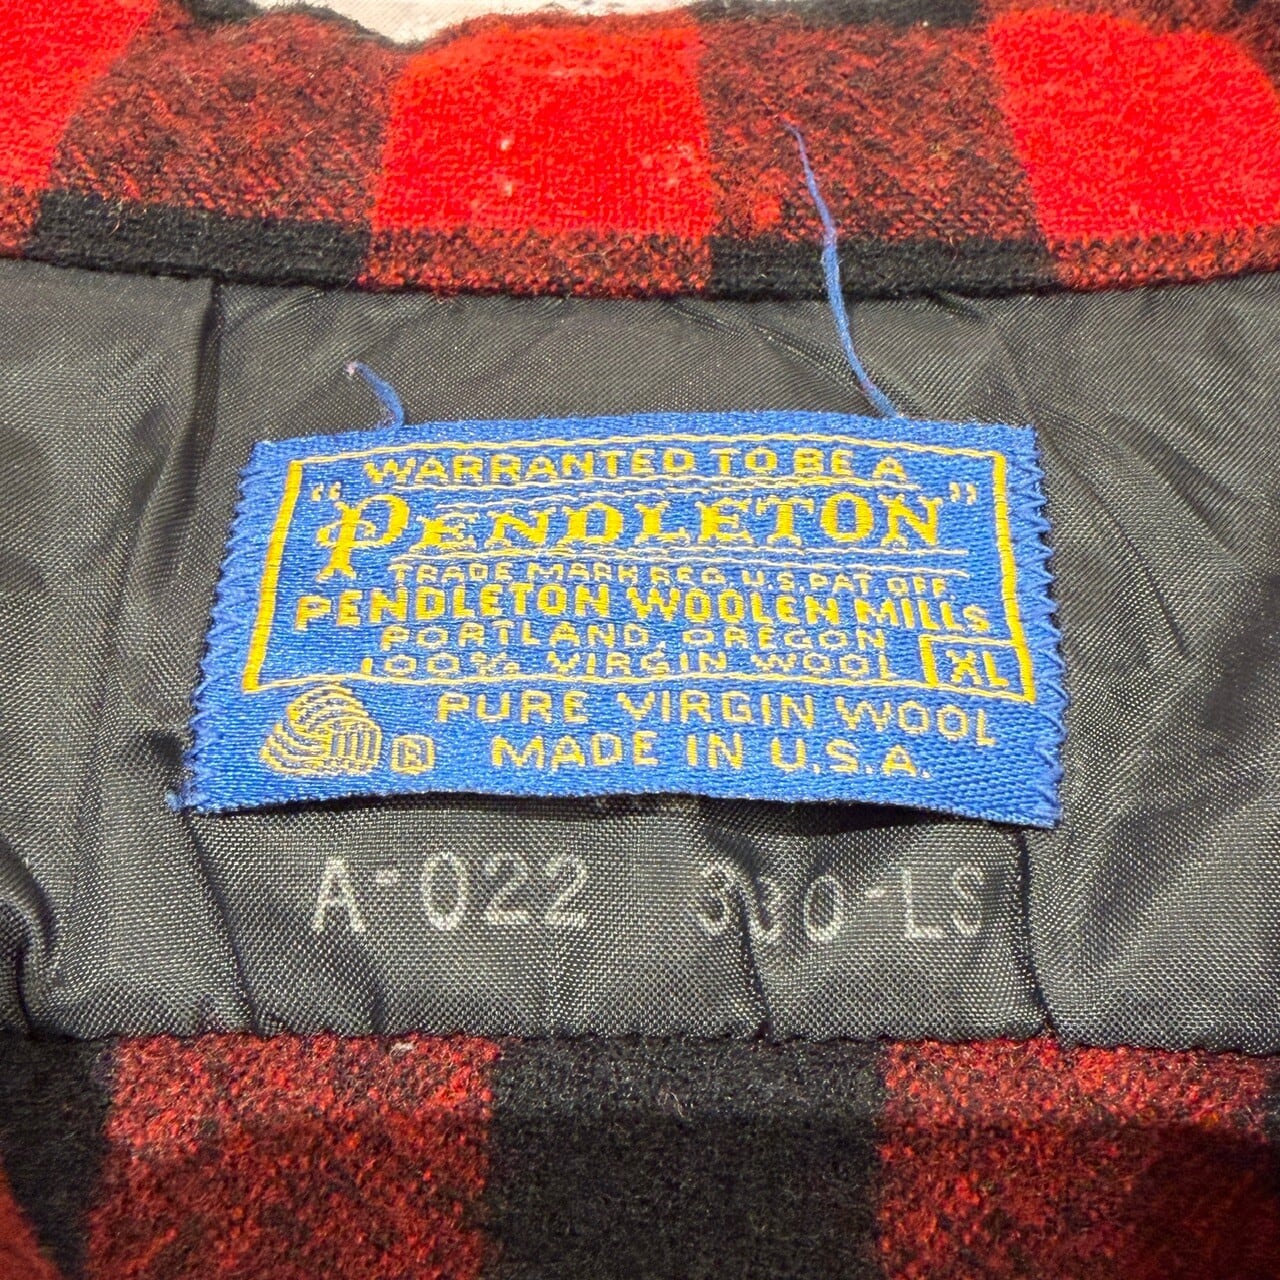 WARRANTED TO BE A
"PENDLETON"
TRADE MARK REG. U.S. PAT. OFF.
PENDLETON WOOLEN MILLS
PORTLAND, OREGON
100% VIRGIN WOOL XL
PURE VIRGIN WOOL
® MADE IN U.S.A.
A-022